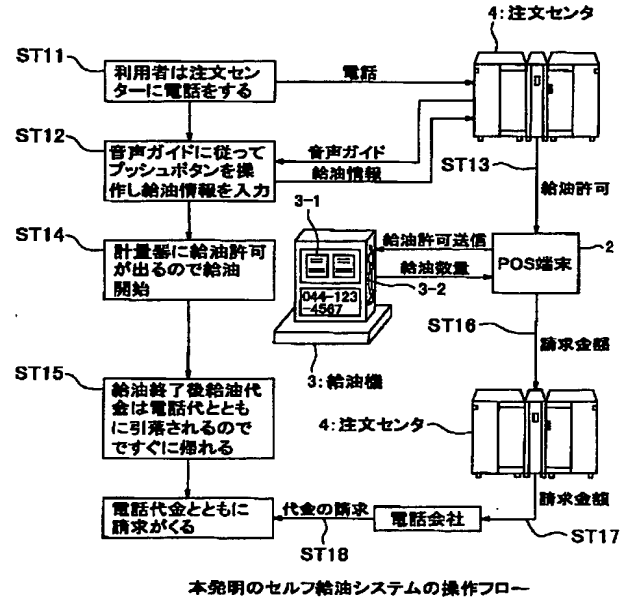 4:注文センタ
ST11
利用者は注文セン
ターに電話をする
電話
ST12
音声ガイドに従って
プッシュボタンを操
作し給油情報を入力
音声ガイド
給油情報
ST13
給油許可
ST14
計量器に給油許可
が出るので給油
開始
3-1
給油許可送信
給油数量
3-2
044-123
-4567
3:給油機
2
POS端末
ST16
請求金額
ST15
給油終了後給油代
金は電話代ととも
に引落されるので
ですぐに帰れる
4:注文センタ
請求金額
電話代金とともに
請求がくる
代金の請求
ST18
電話会社
ST17
本発明のセルフ給油システムの操作フロー